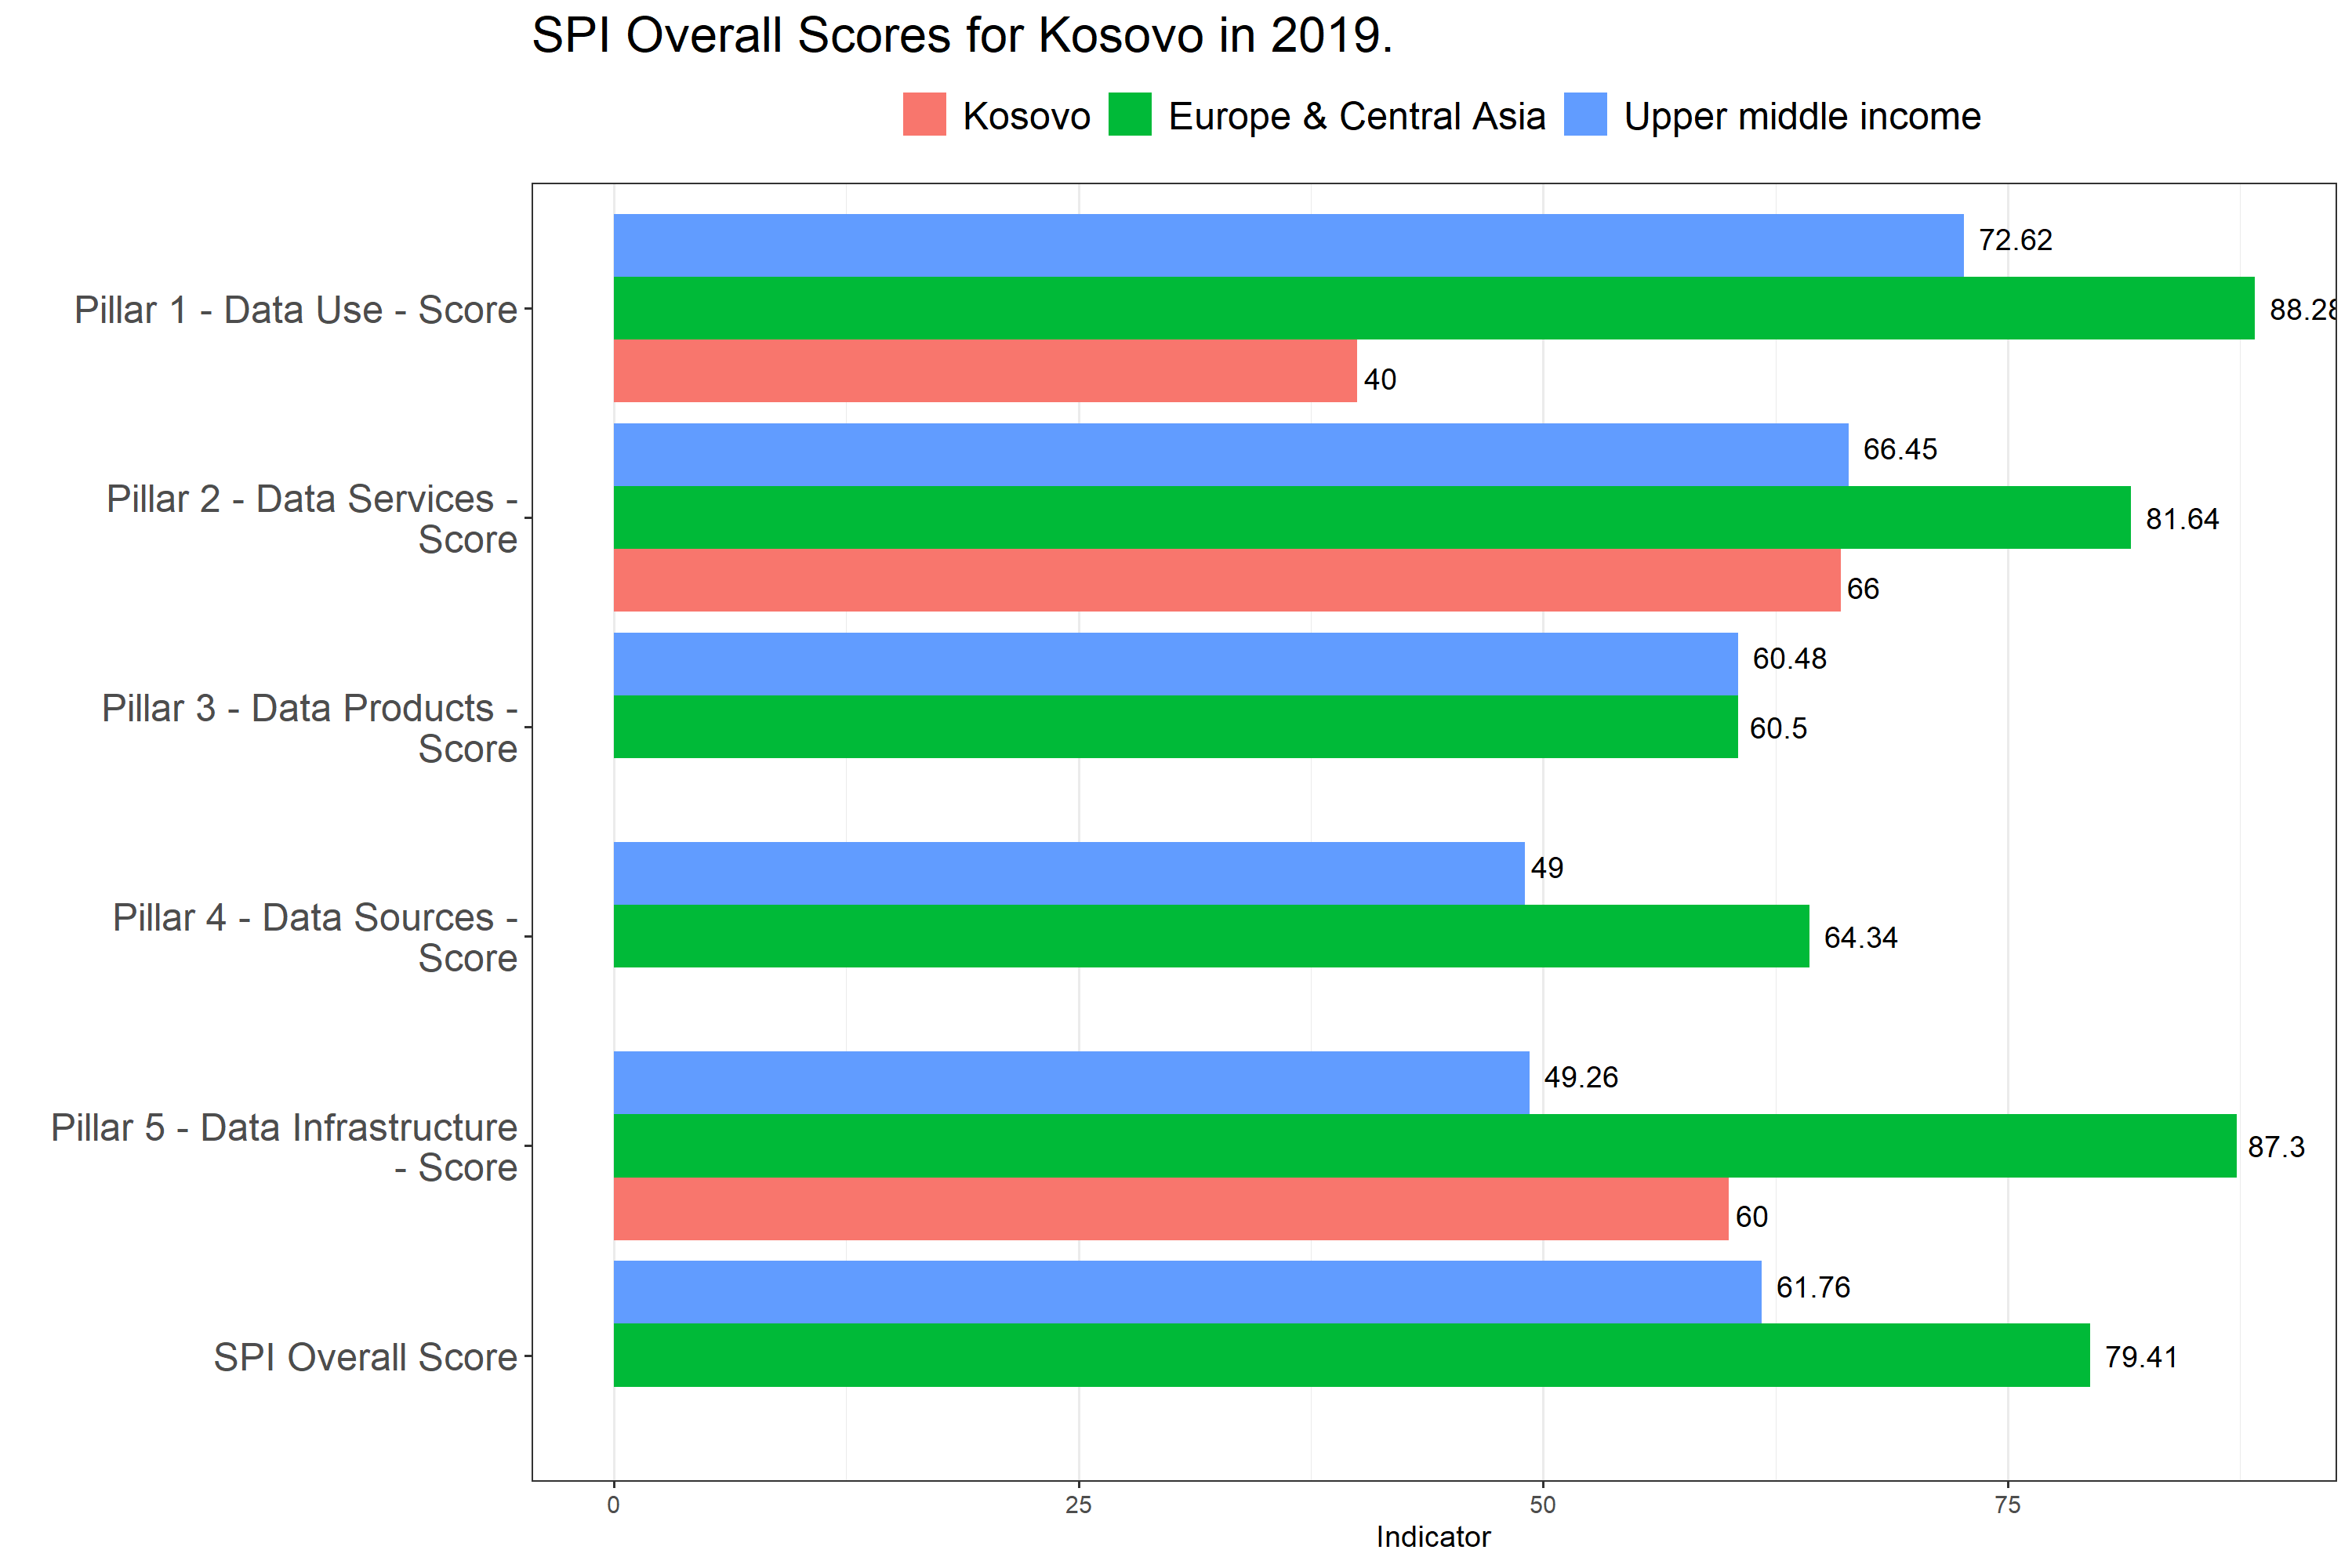 SPI Overall Scores for Kosovo in 2019.
Kosovo Europe & Central Asia Upper middle income
72.62
Pillar 1 - Data Use - Score
88.28
40
66.45
Pillar 2 - Data Services -
Score
81.64
66
60.48
Pillar 3 - Data Products -
Score
60.5
49
Pillar 4 - Data Sources -
Score
64.34
49.26
Pillar 5 - Data Infrastructure
- Score
87.3
60
61.76
SPI Overall Score
79.41
0 25 50 75
Indicator